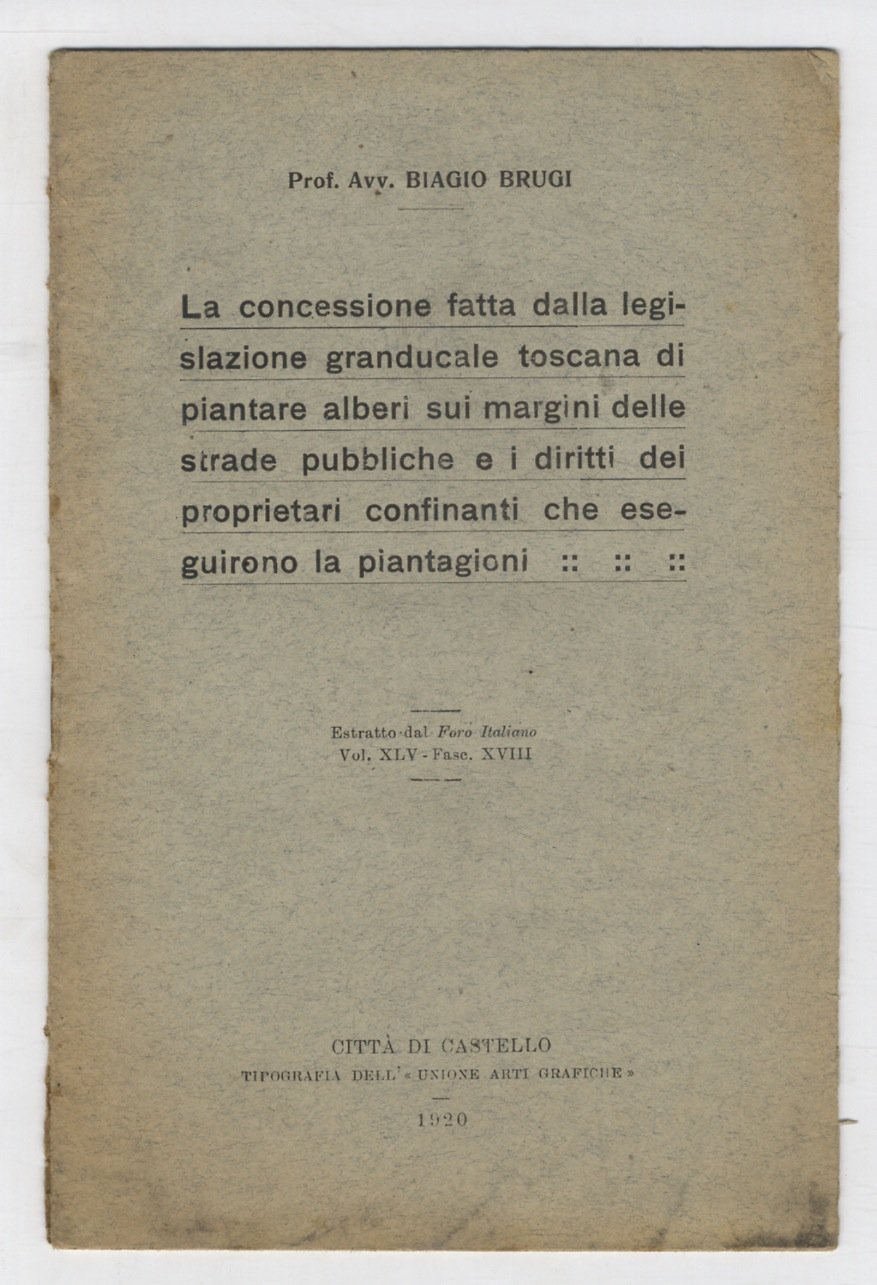 Prof. Avv. BIAGIO BRUGI
La concessione fatta dalla legi-
slazione granducale toscana di
piantare alberi sui margini delle
strade pubbliche e i diritti dei
proprietari confinanti che ese-
guirono la piantagioni :: :: ::
Estratto dal Foro Italiano
Vol. XLV - Fasc. XVIII
CITTÀ DI CASTELLO
TIPOGRAFIA DELL'« UNIONE ARTI GRAFICHE »
1920